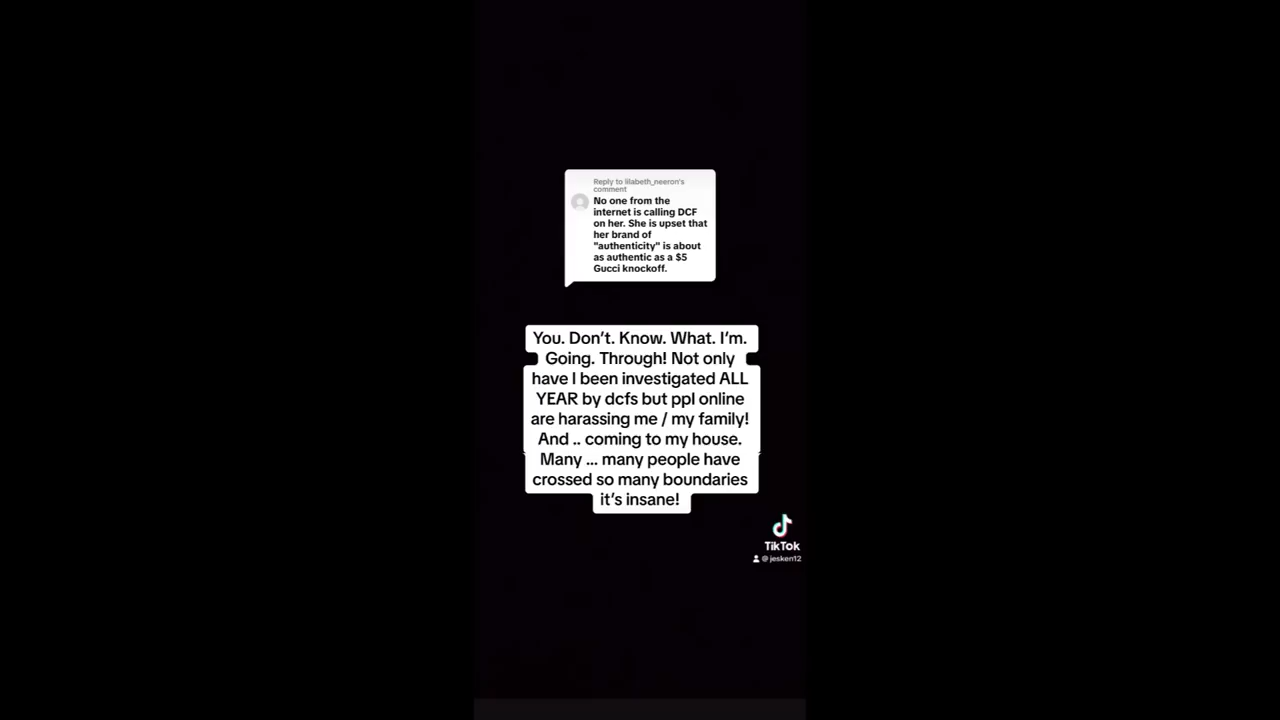 Reply to lilabeth_neeron's
comment
No one from the
internet is calling DCF
on her. She is upset that
her brand of
"authenticity" is about
as authentic as a $5
Gucci knockoff.
You. Don't. Know. What. I'm.
Going. Through! Not only
have I been investigated ALL
YEAR by dcfs but ppl online
are harassing me / my family!
And .. coming to my house.
Many ... many people have
crossed so many boundaries
it's insane!
TikTok
@jesken12